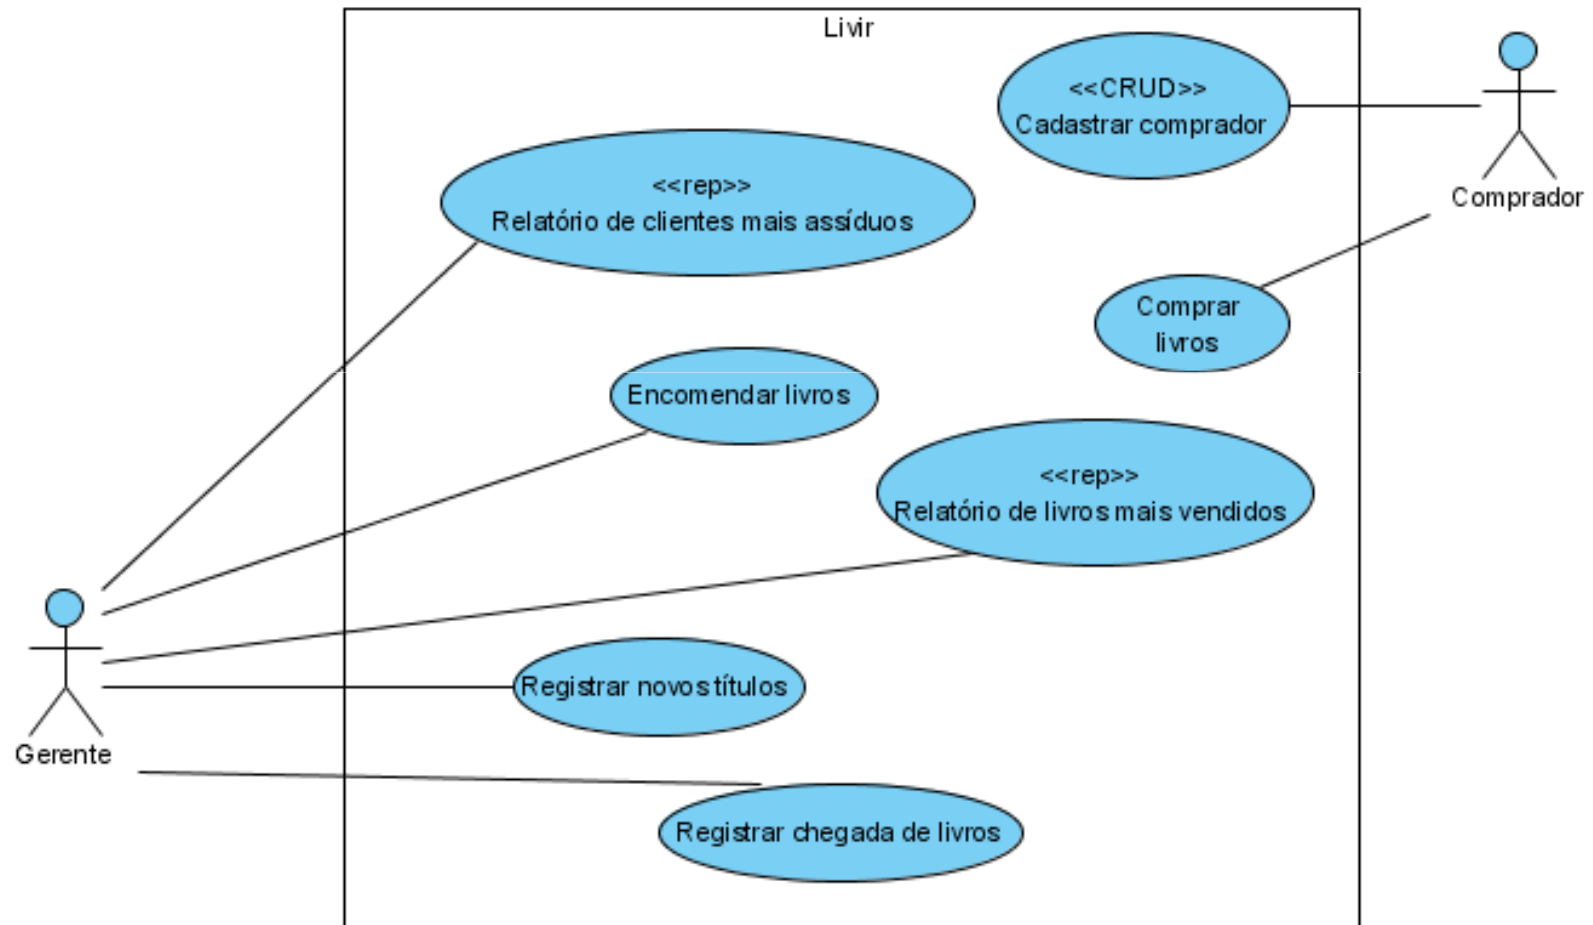 Livir
<<CRUD>>
Cadastrar comprador
Comprador
<<rep>>
Relatório de clientes mais assíduos
Comprar
livros
Encomendar livros
<<rep>>
Relatório de livros mais vendidos
Registrar novos títulos
Gerente
Registrar chegada de livros